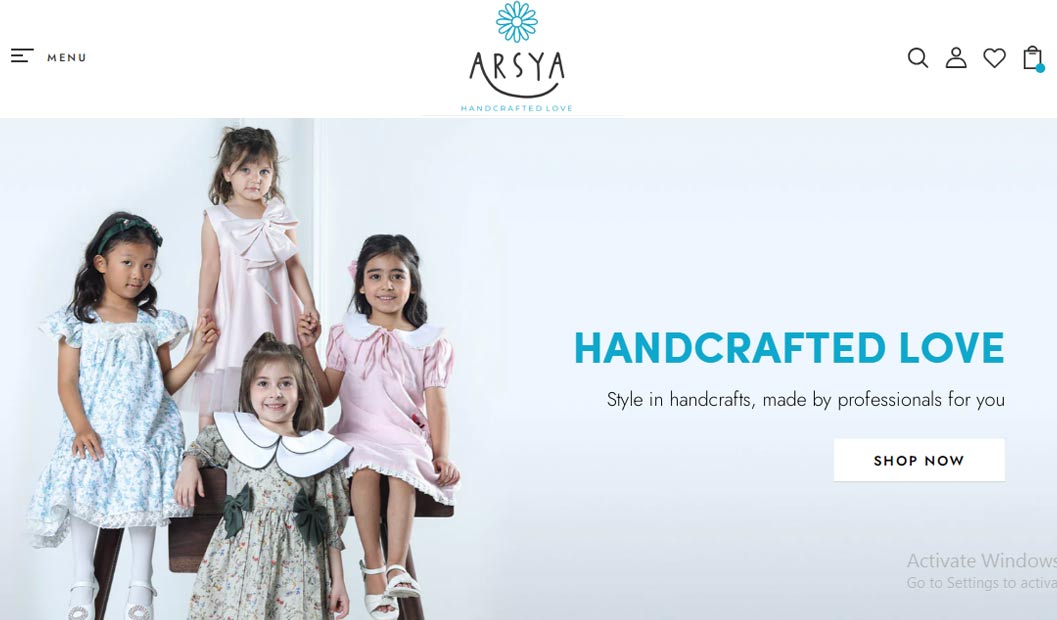 MENU
ARSYA
HANDCRAFTED LOVE
HANDCRAFTED LOVE
Style in handcrafts, made by professionals for you
SHOP NOW
Activate Windows
Go to Settings to activa